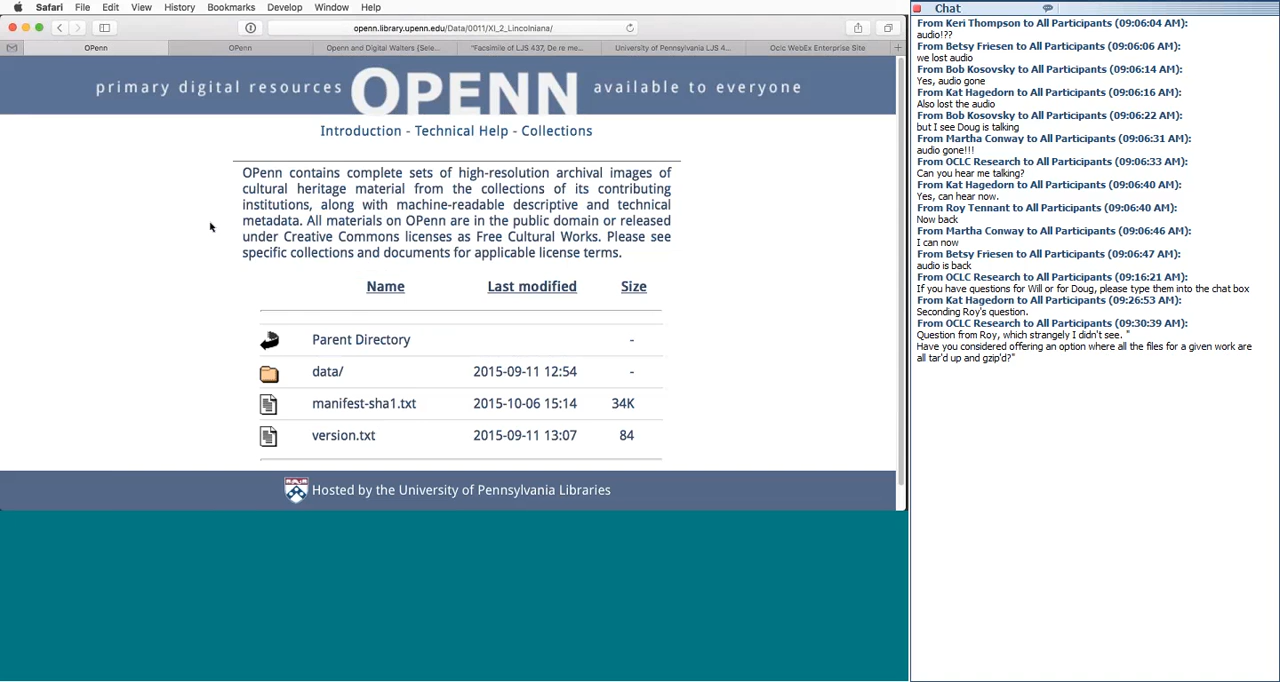 Safari File Edit View History Bookmarks Develop Window Help
openn.library.upenn.edu/Data/0011/XI_2_Lincolniana/
OPenn OPenn Openn and Digital Walters (Sele... "Facsimile of LJS 437, De re me... University of Pennsylvania LJS 4... Oclc WebEx Enterprise Site +
primary digital resources OPENN available to everyone
Introduction - Technical Help - Collections
OPenn contains complete sets of high-resolution archival images of
cultural heritage material from the collections of its contributing
institutions, along with machine-readable descriptive and technical
metadata. All materials on OPenn are in the public domain or released
under Creative Commons licenses as Free Cultural Works. Please see
specific collections and documents for applicable license terms.
Name Last modified Size
Parent Directory -
data/ 2015-09-11 12:54 -
manifest-sha1.txt 2015-10-06 15:14 34K
version.txt 2015-09-11 13:07 84
Hosted by the University of Pennsylvania Libraries
Chat
From Keri Thompson to All Participants (09:06:04 AM):
audio!??
From Betsy Friesen to All Participants (09:06:06 AM):
we lost audio
From Bob Kosovsky to All Participants (09:06:14 AM):
Yes, audio gone
From Kat Hagedorn to All Participants (09:06:16 AM):
Also lost the audio
From Bob Kosovsky to All Participants (09:06:22 AM):
but I see Doug is talking
From Martha Conway to All Participants (09:06:31 AM):
audio gone!!!
From OCLC Research to All Participants (09:06:33 AM):
Can you hear me talking?
From Kat Hagedorn to All Participants (09:06:40 AM):
Yes, can hear now.
From Roy Tennant to All Participants (09:06:40 AM):
Now back
From Martha Conway to All Participants (09:06:46 AM):
I can now
From Betsy Friesen to All Participants (09:06:47 AM):
audio is back
From OCLC Research to All Participants (09:16:21 AM):
If you have questions for Will or for Doug, please type them into the chat box
From Kat Hagedorn to All Participants (09:26:53 AM):
Seconding Roy's question.
From OCLC Research to All Participants (09:30:39 AM):
Question from Roy, which strangely I didn't see. "
Have you considered offering an option where all the files for a given work are
all tar'd up and gzip'd?"